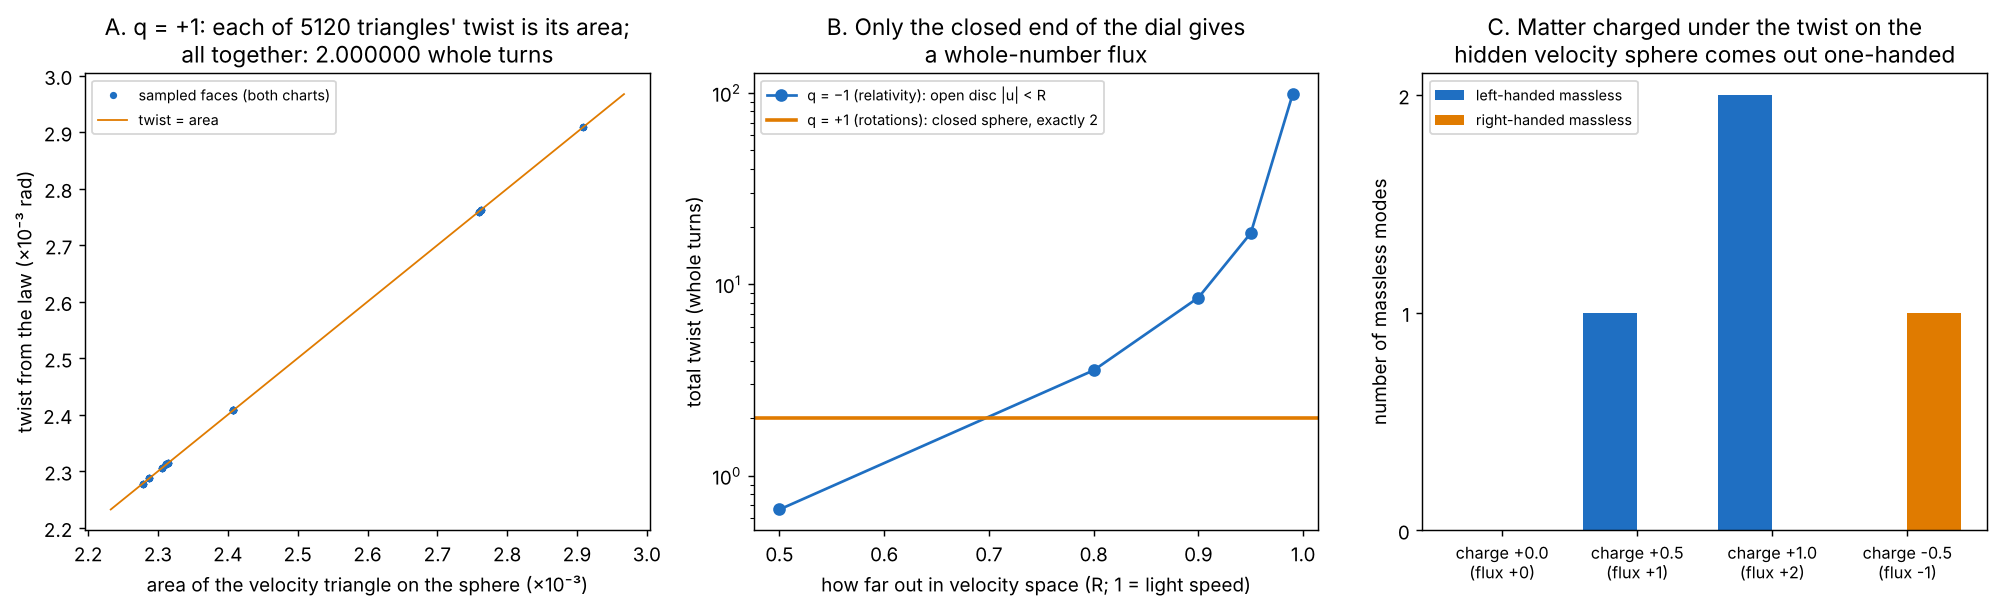 A. q = +1: each of 5120 triangles' twist is its area;
all together: 2.000000 whole turns
sampled faces (both charts)
twist = area
twist from the law (×10⁻³ rad)
3.0
2.9
2.8
2.7
2.6
2.5
2.4
2.3
2.2
2.2 2.3 2.4 2.5 2.6 2.7 2.8 2.9 3.0
area of the velocity triangle on the sphere (×10⁻³)
B. Only the closed end of the dial gives
a whole-number flux
q = −1 (relativity): open disc |u| < R
q = +1 (rotations): closed sphere, exactly 2
total twist (whole turns)
10²
10¹
10⁰
0.5 0.6 0.7 0.8 0.9 1.0
how far out in velocity space (R; 1 = light speed)
C. Matter charged under the twist on the
hidden velocity sphere comes out one-handed
left-handed massless
right-handed massless
number of massless modes
2
1
0
charge +0.0 charge +0.5 charge +1.0 charge -0.5
(flux +0) (flux +1) (flux +2) (flux -1)